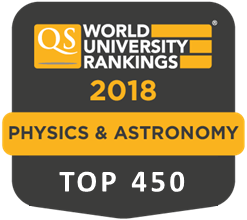 QS WORLD
UNIVERSITY
RANKINGS
®
2018
PHYSICS & ASTRONOMY
TOP 450